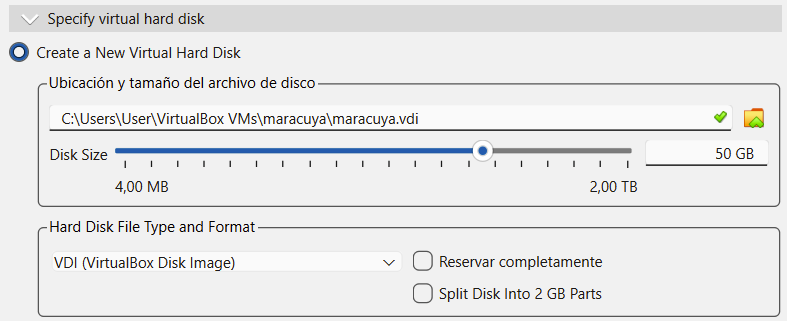 Specify virtual hard disk
Create a New Virtual Hard Disk
Ubicación y tamaño del archivo de disco
C:\Users\User\VirtualBox VMs\maracuya\maracuya.vdi
Disk Size
50 GB
4,00 MB
2,00 TB
Hard Disk File Type and Format
VDI (VirtualBox Disk Image)
Reservar completamente
Split Disk Into 2 GB Parts